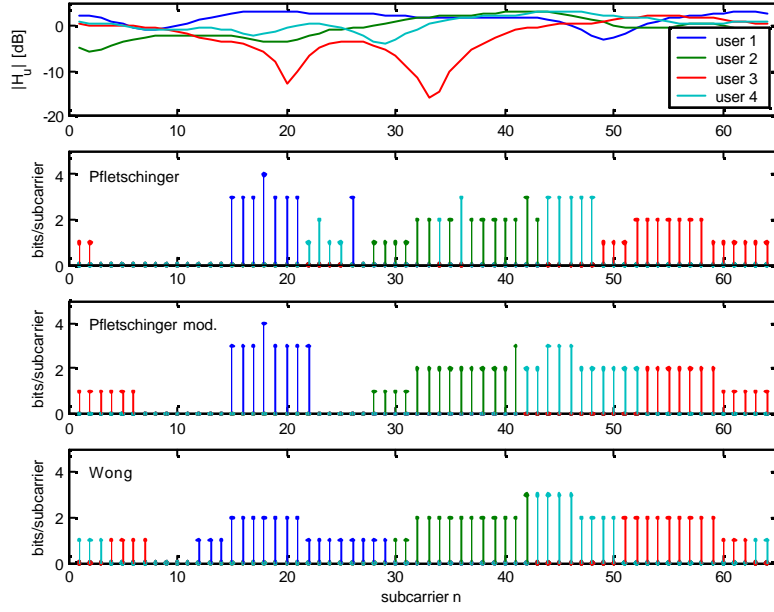 |H_u| [dB]
0
-10
-20
0 10 20 30 40 50 60
user 1
user 2
user 3
user 4
bits/subcarrier
4
2
0
Pfletschinger
0 10 20 30 40 50 60
bits/subcarrier
4
2
0
Pfletschinger mod.
0 10 20 30 40 50 60
bits/subcarrier
4
2
0
Wong
0 10 20 30 40 50 60
subcarrier n